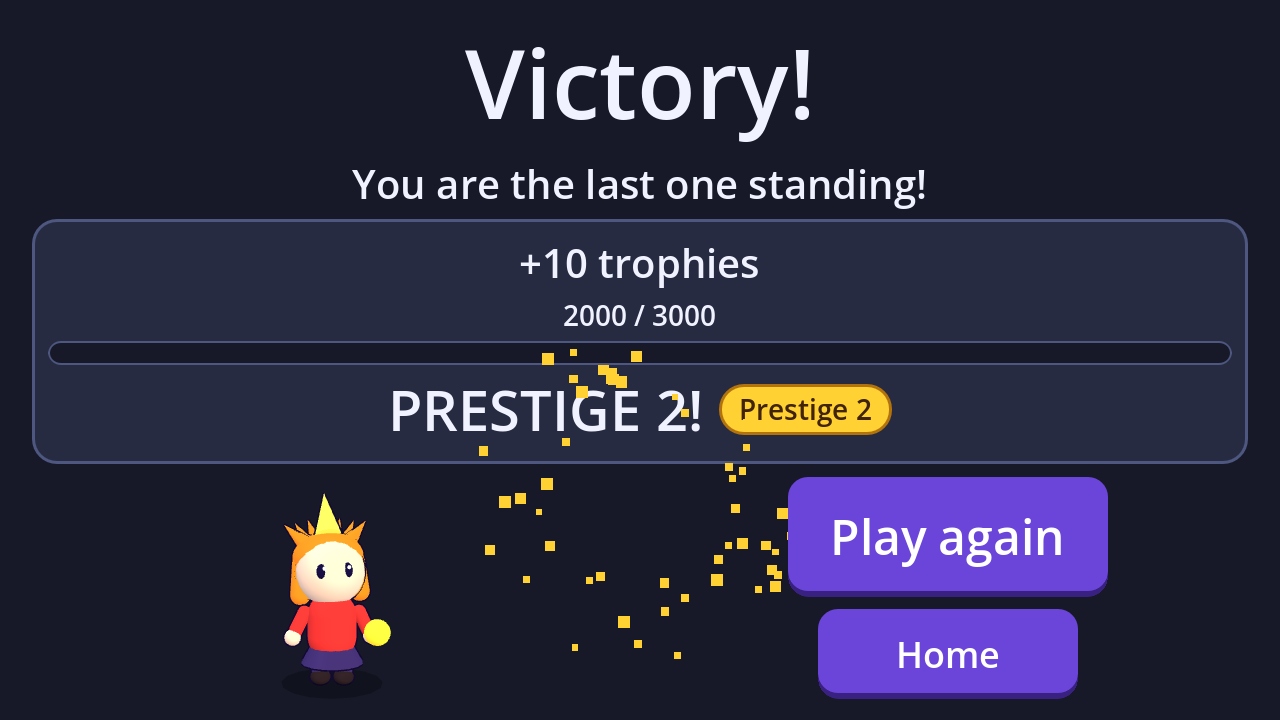 Victory!
You are the last one standing!
+10 trophies
2000 / 3000
PRESTIGE 2! Prestige 2
Play again
Home